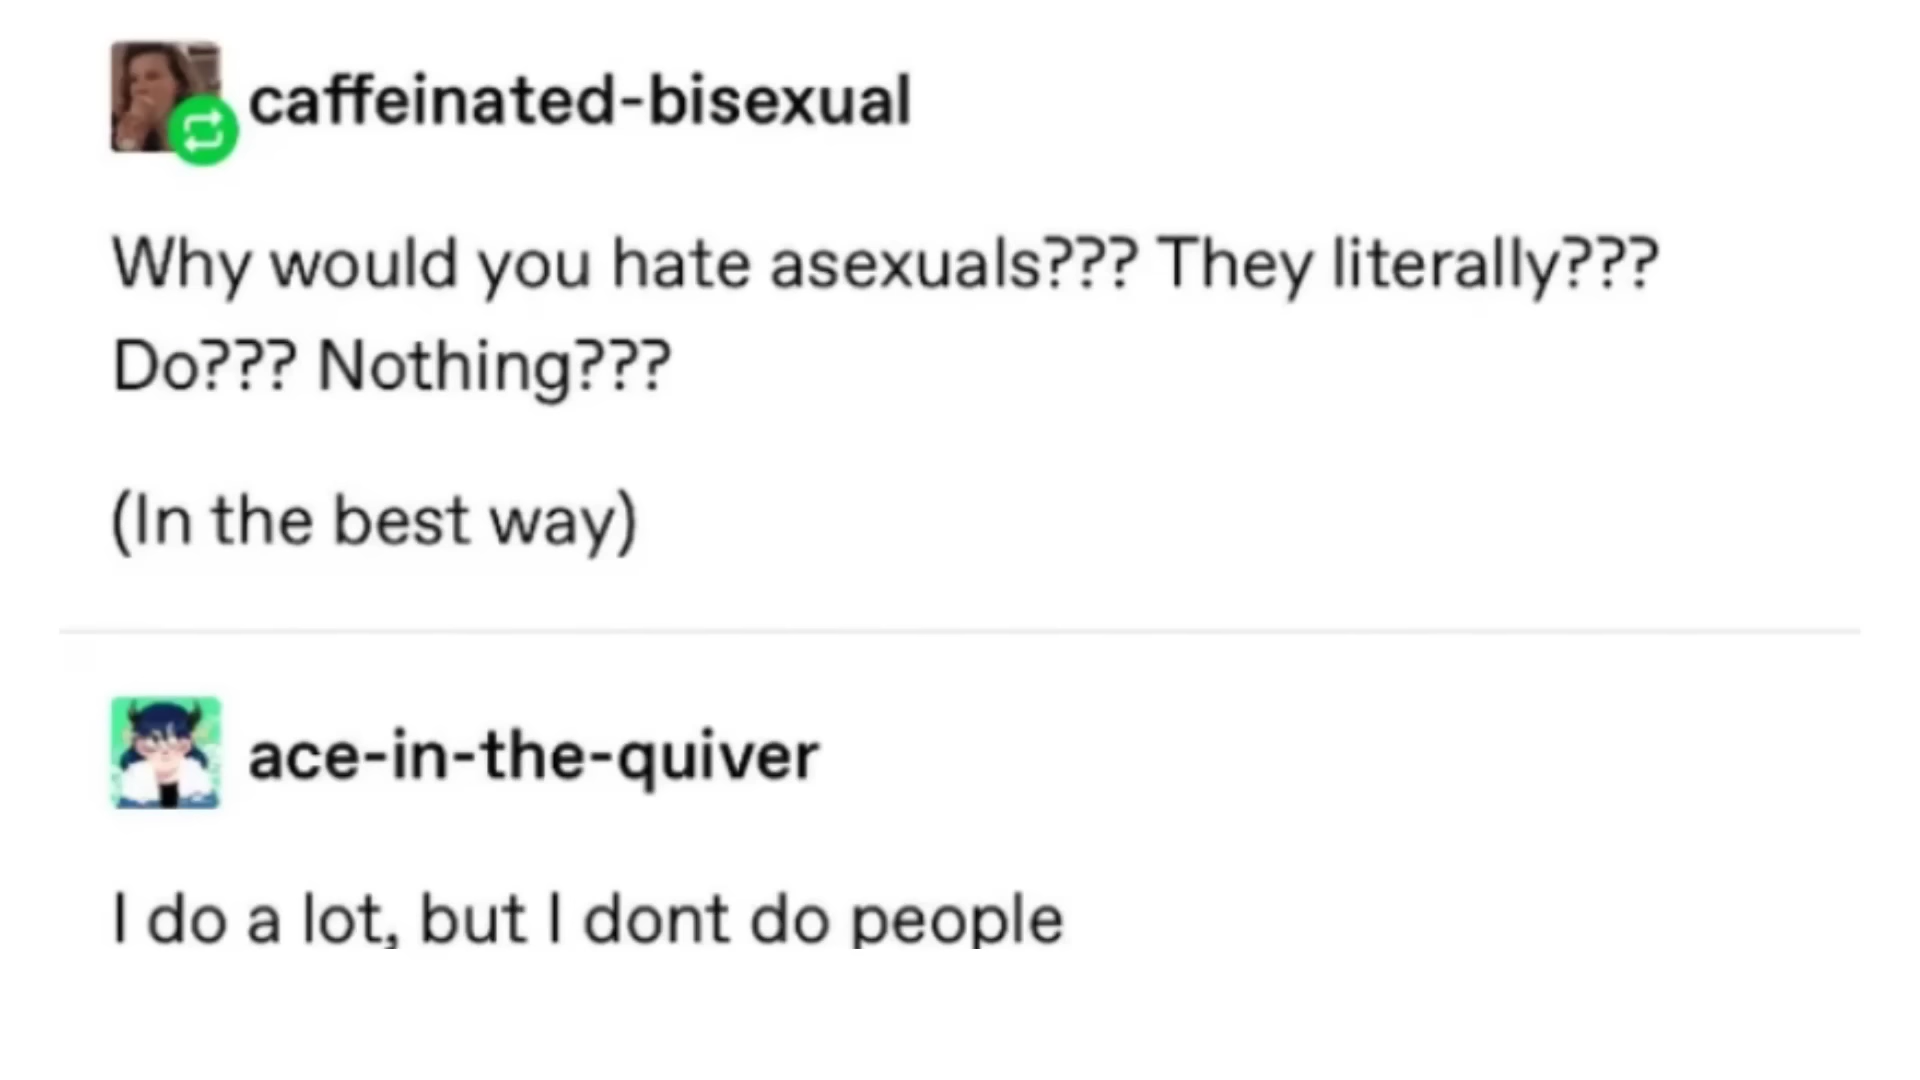 caffeinated-bisexual
Why would you hate asexuals??? They literally???
Do??? Nothing???
(In the best way)
ace-in-the-quiver
I do a lot, but I dont do people